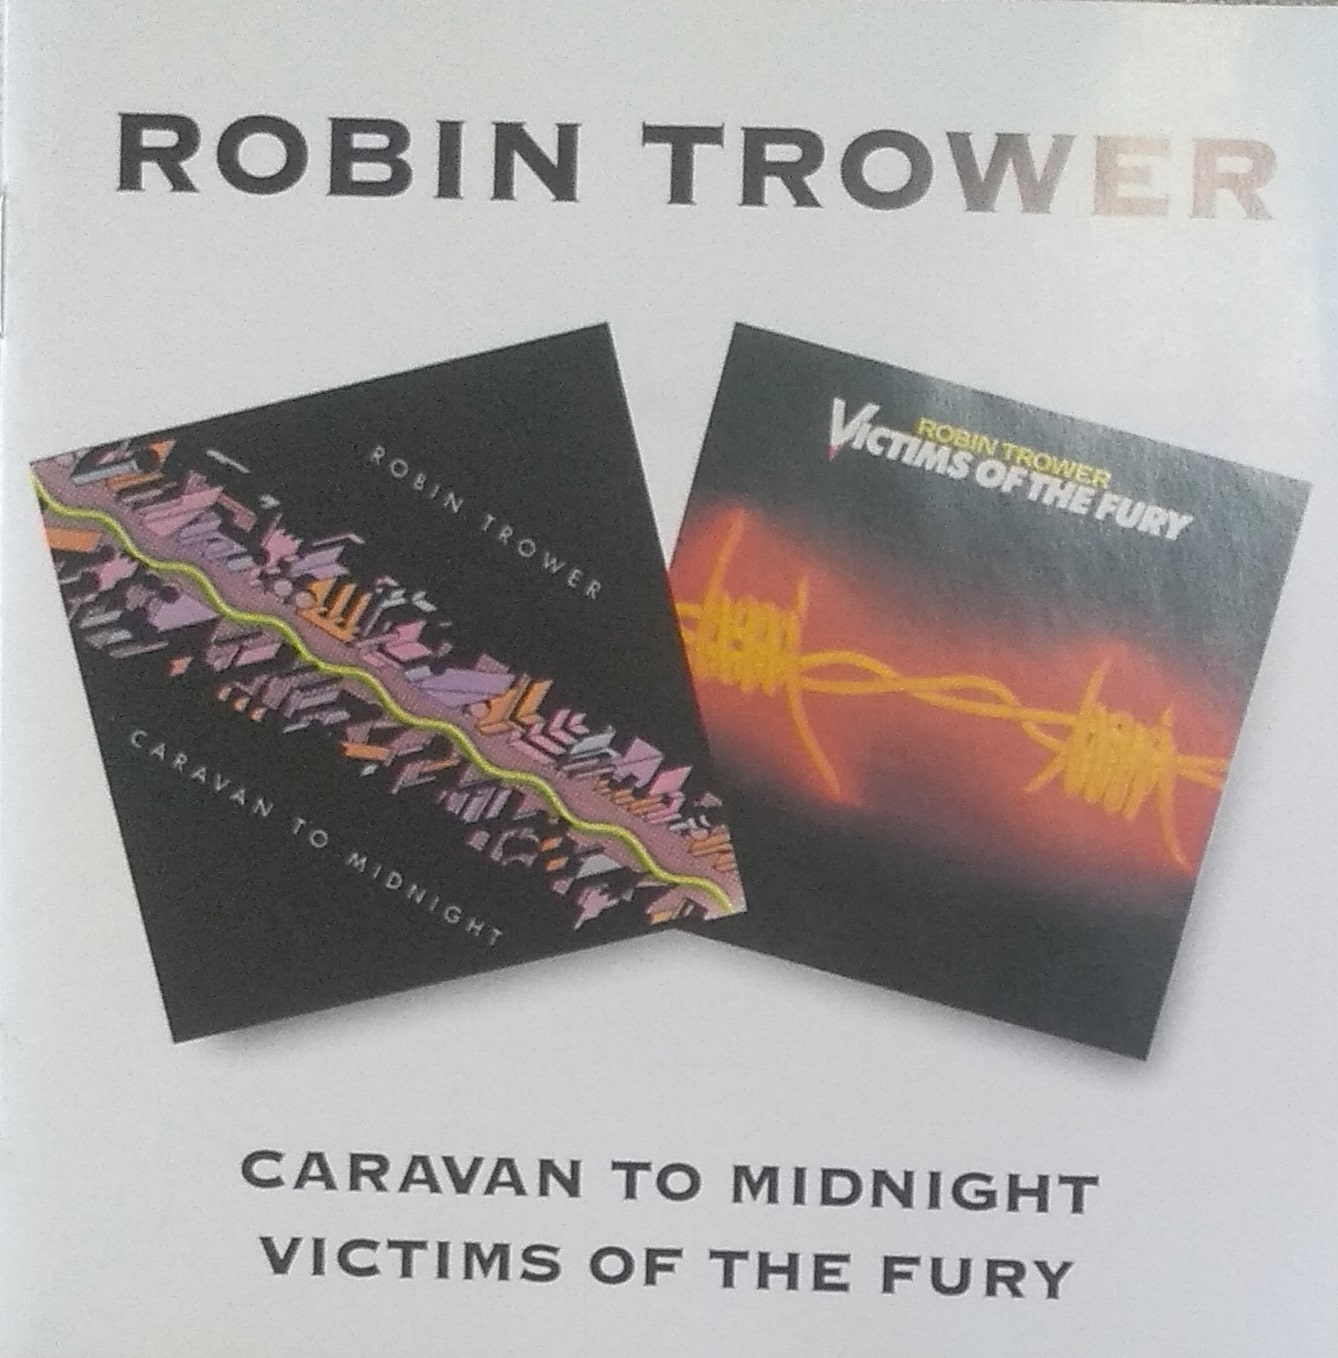 ROBIN TROWER
ROBIN TROWER
CARAVAN TO MIDNIGHT
ROBIN TROWER
VICTIMS OF THE FURY
CARAVAN TO MIDNIGHT
VICTIMS OF THE FURY